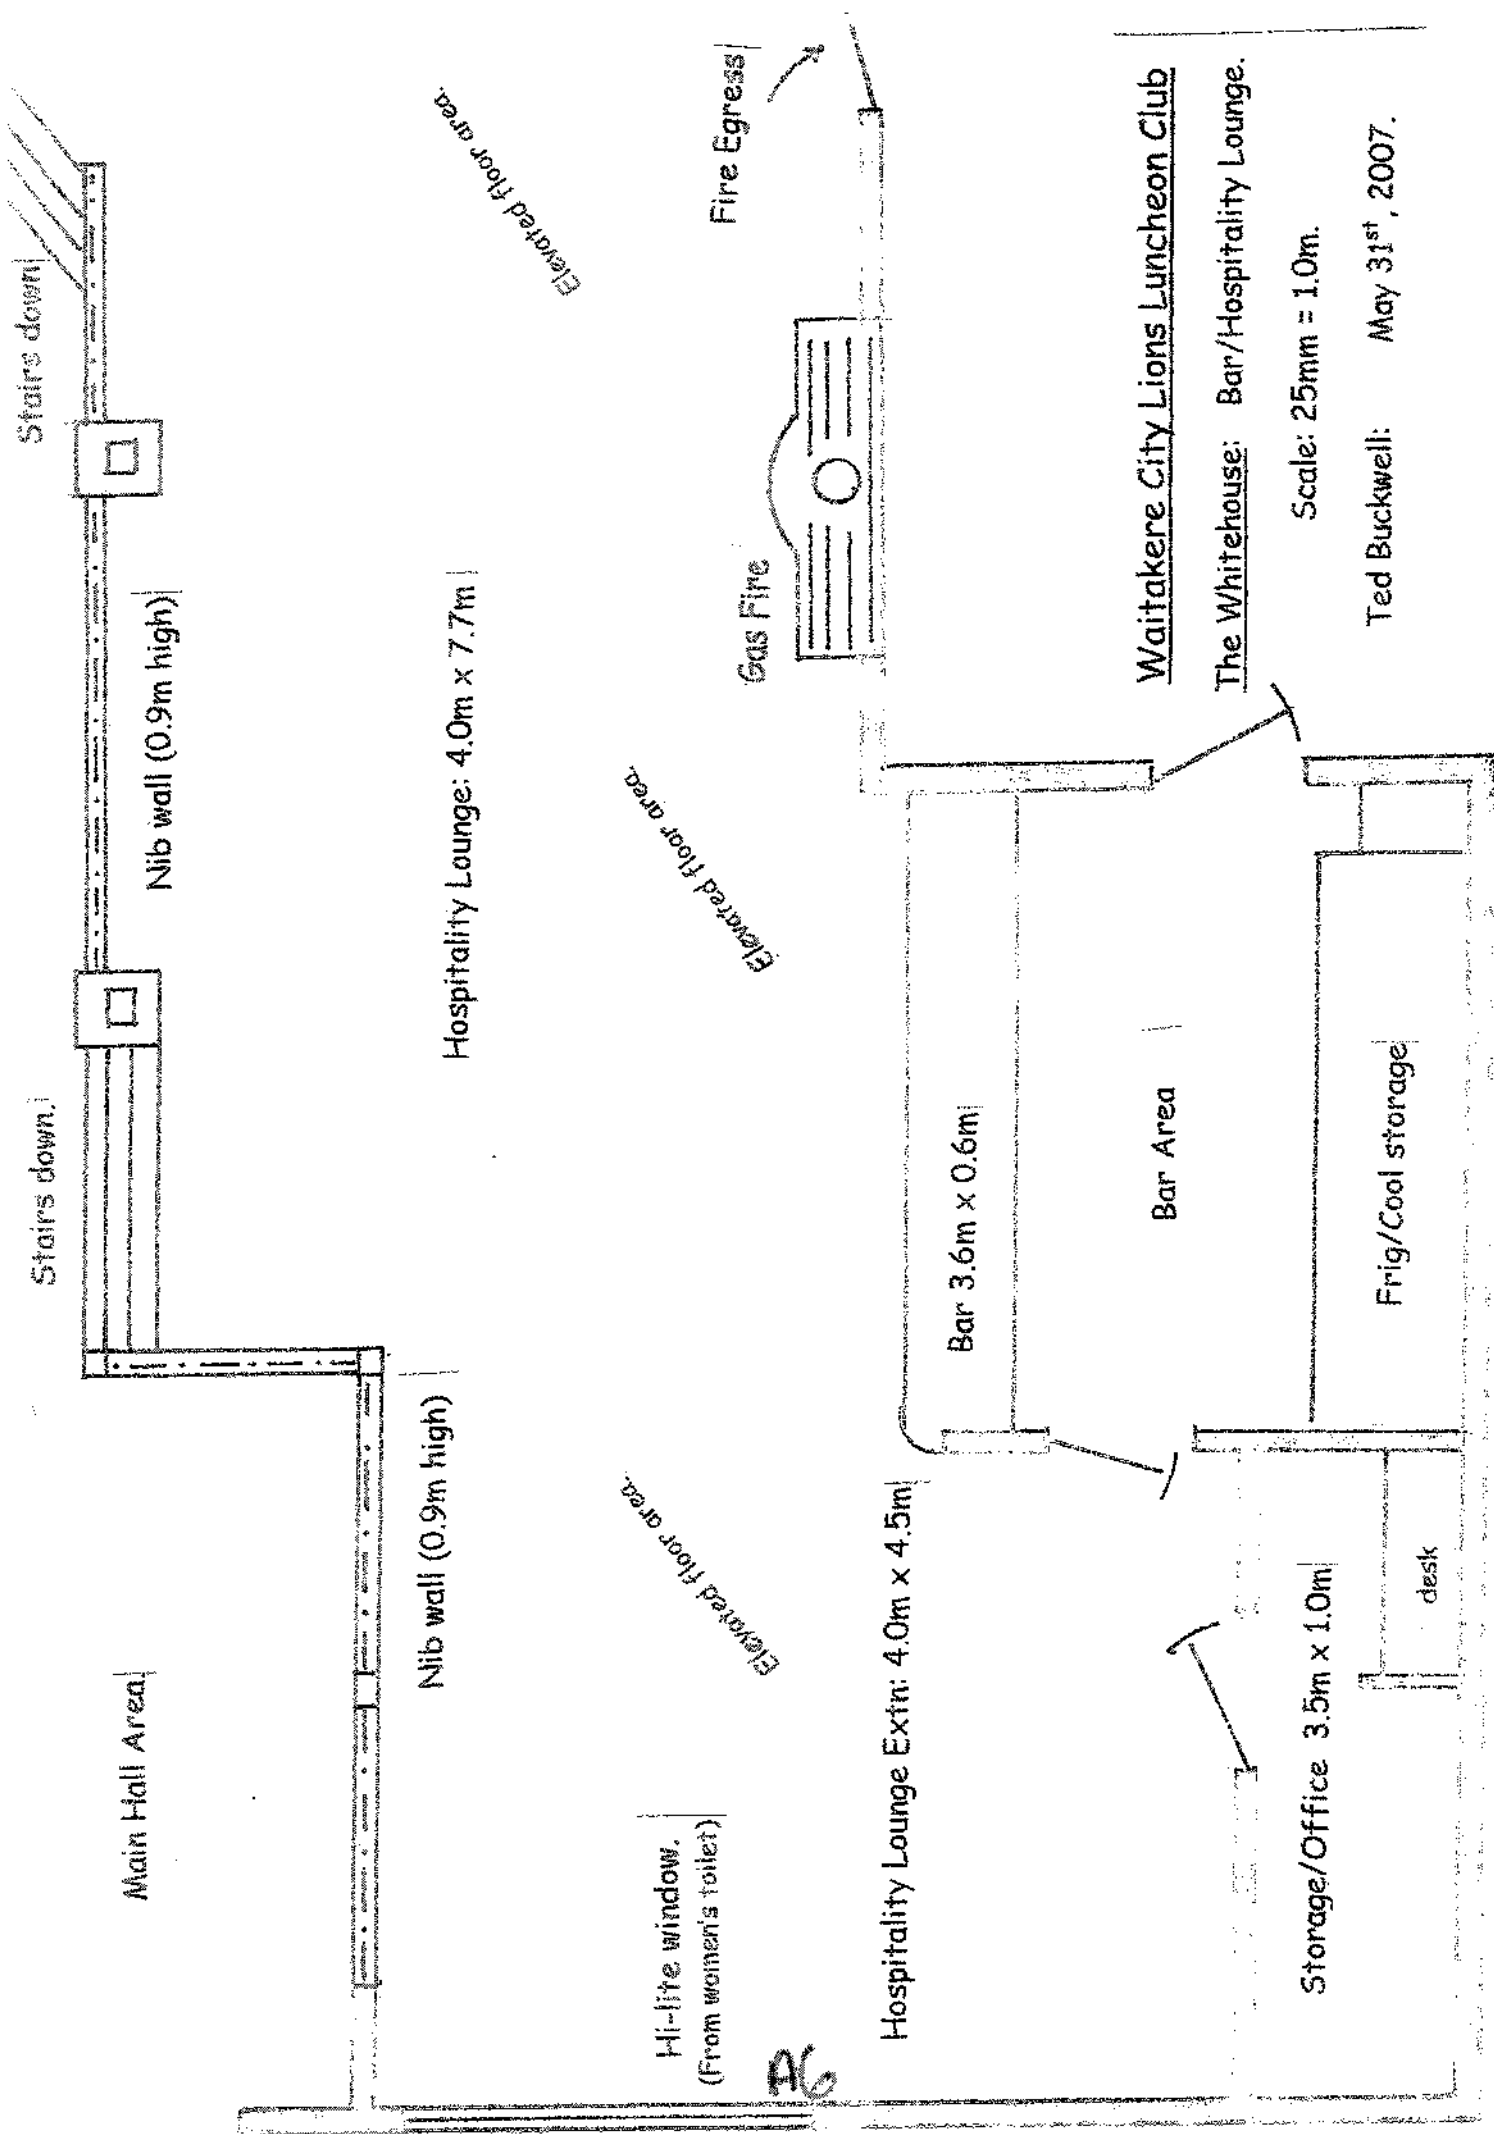 Main Hall Area
Stairs down.
Stairs down
Nib wall (0.9m high)
Nib wall (0.9m high)
Hospitality Lounge: 4.0m x 7.7m
Elevated floor area.
Elevated floor area.
Elevated floor area.
Hi-lite window.
(From women's toilet)
A6
Gas Fire
Fire Egress
Hospitality Lounge Extn: 4.0m x 4.5m
Bar 3.6m x 0.6m
Bar Area
Frig/Cool storage
Storage/Office 3.5m x 1.0m
desk
Waitakere City Lions Luncheon Club
The Whitehouse: Bar/Hospitality Lounge.
Scale: 25mm = 1.0m.
Ted Buckwell: May 31st, 2007.